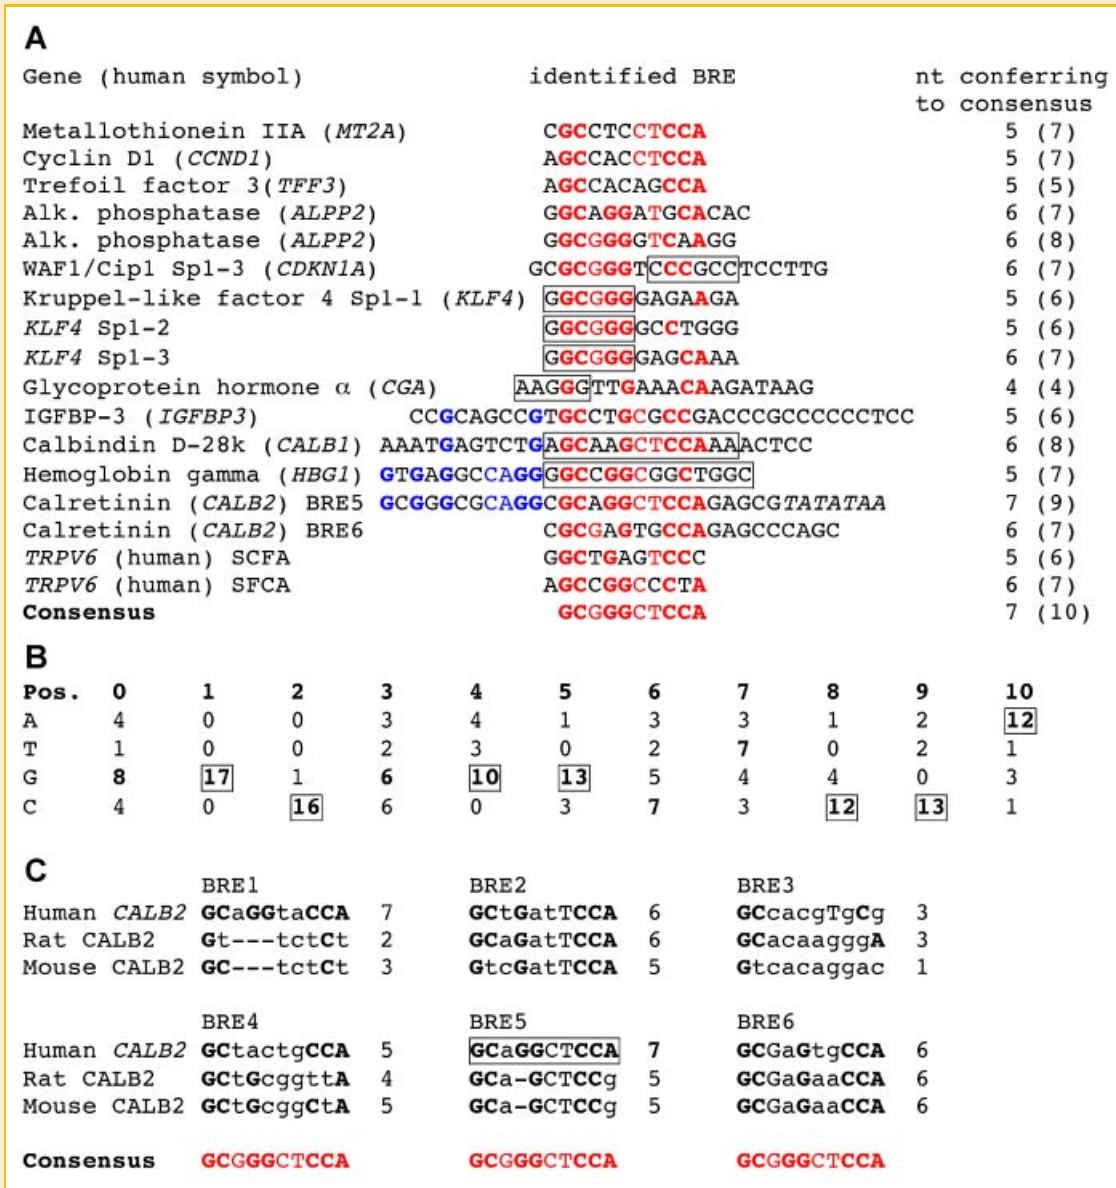 A
Gene (human symbol) identified BRE nt conferring
to consensus
Metallothionein IIA (MT2A) CGCCTCCTCCA 5 (7)
Cyclin D1 (CCND1) AGCCACCTCCA 5 (7)
Trefoil factor 3(TFF3) AGCCACAGCCA 5 (5)
Alk. phosphatase (ALPP2) GGCAGGATGCACAC 6 (7)
Alk. phosphatase (ALPP2) GGCGGGGTCAAGG 6 (8)
WAF1/Cip1 Sp1-3 (CDKN1A) GCGCGGGTCCCGCCTCCTTG 6 (7)
Kruppel-like factor 4 Sp1-1 (KLF4) GGCGGGGAGAAGA 5 (6)
KLF4 Sp1-2 GGCGGGGCCTGGG 5 (6)
KLF4 Sp1-3 GGCGGGGAGCAAA 6 (7)
Glycoprotein hormone α (CGA) AAGGGTTGAAACAAGATAAG 4 (4)
IGFBP-3 (IGFBP3) CCGCAGCCGTGCCTGCGCCGACCCGCCCCCCTCC 5 (6)
Calbindin D-28k (CALB1) AAATGAGTCTGAGCAAGCTCCAAAACTCC 6 (8)
Hemoglobin gamma (HBG1) GTGAGGCCAGGGGCCGGCGGCTGGC 5 (7)
Calretinin (CALB2) BRE5 GCGGGCGCAGGCGCAGGCTCCAGAGCGTATATAA 7 (9)
Calretinin (CALB2) BRE6 CGCGAGTGCCAGAGCCCAGC 6 (7)
TRPV6 (human) SCFA GGCTGAGTCCC 5 (6)
TRPV6 (human) SFCA AGCCGGCCCTA 6 (7)
Consensus GCGGGCTCCA 7 (10)
B
Pos. 0 1 2 3 4 5 6 7 8 9 10
A 4 0 0 3 4 1 3 3 1 2 12
T 1 0 0 2 3 0 2 7 0 2 1
G 8 17 1 6 10 13 5 4 4 0 3
C 4 0 16 6 0 3 7 3 12 13 1
C
BRE1 BRE2 BRE3
Human CALB2 GCaGGtaCCA 7 GCtGatTCCA 6 GCcacgTgCg 3
Rat CALB2 Gt---tctCt 2 GCaGatTCCA 6 GCacaagggA 3
Mouse CALB2 GC---tctCt 3 GtcGatTCCA 5 Gtcacaggac 1
BRE4 BRE5 BRE6
Human CALB2 GCtactgCCA 5 GCaGGCTCCA 7 GCGaGtgCCA 6
Rat CALB2 GCtGcggttA 4 GCa-GCTCCg 5 GCGaGaaCCA 6
Mouse CALB2 GCtGcggCtA 5 GCa-GCTCCg 5 GCGaGaaCCA 6
Consensus GCGGGCTCCA GCGGGCTCCA GCGGGCTCCA